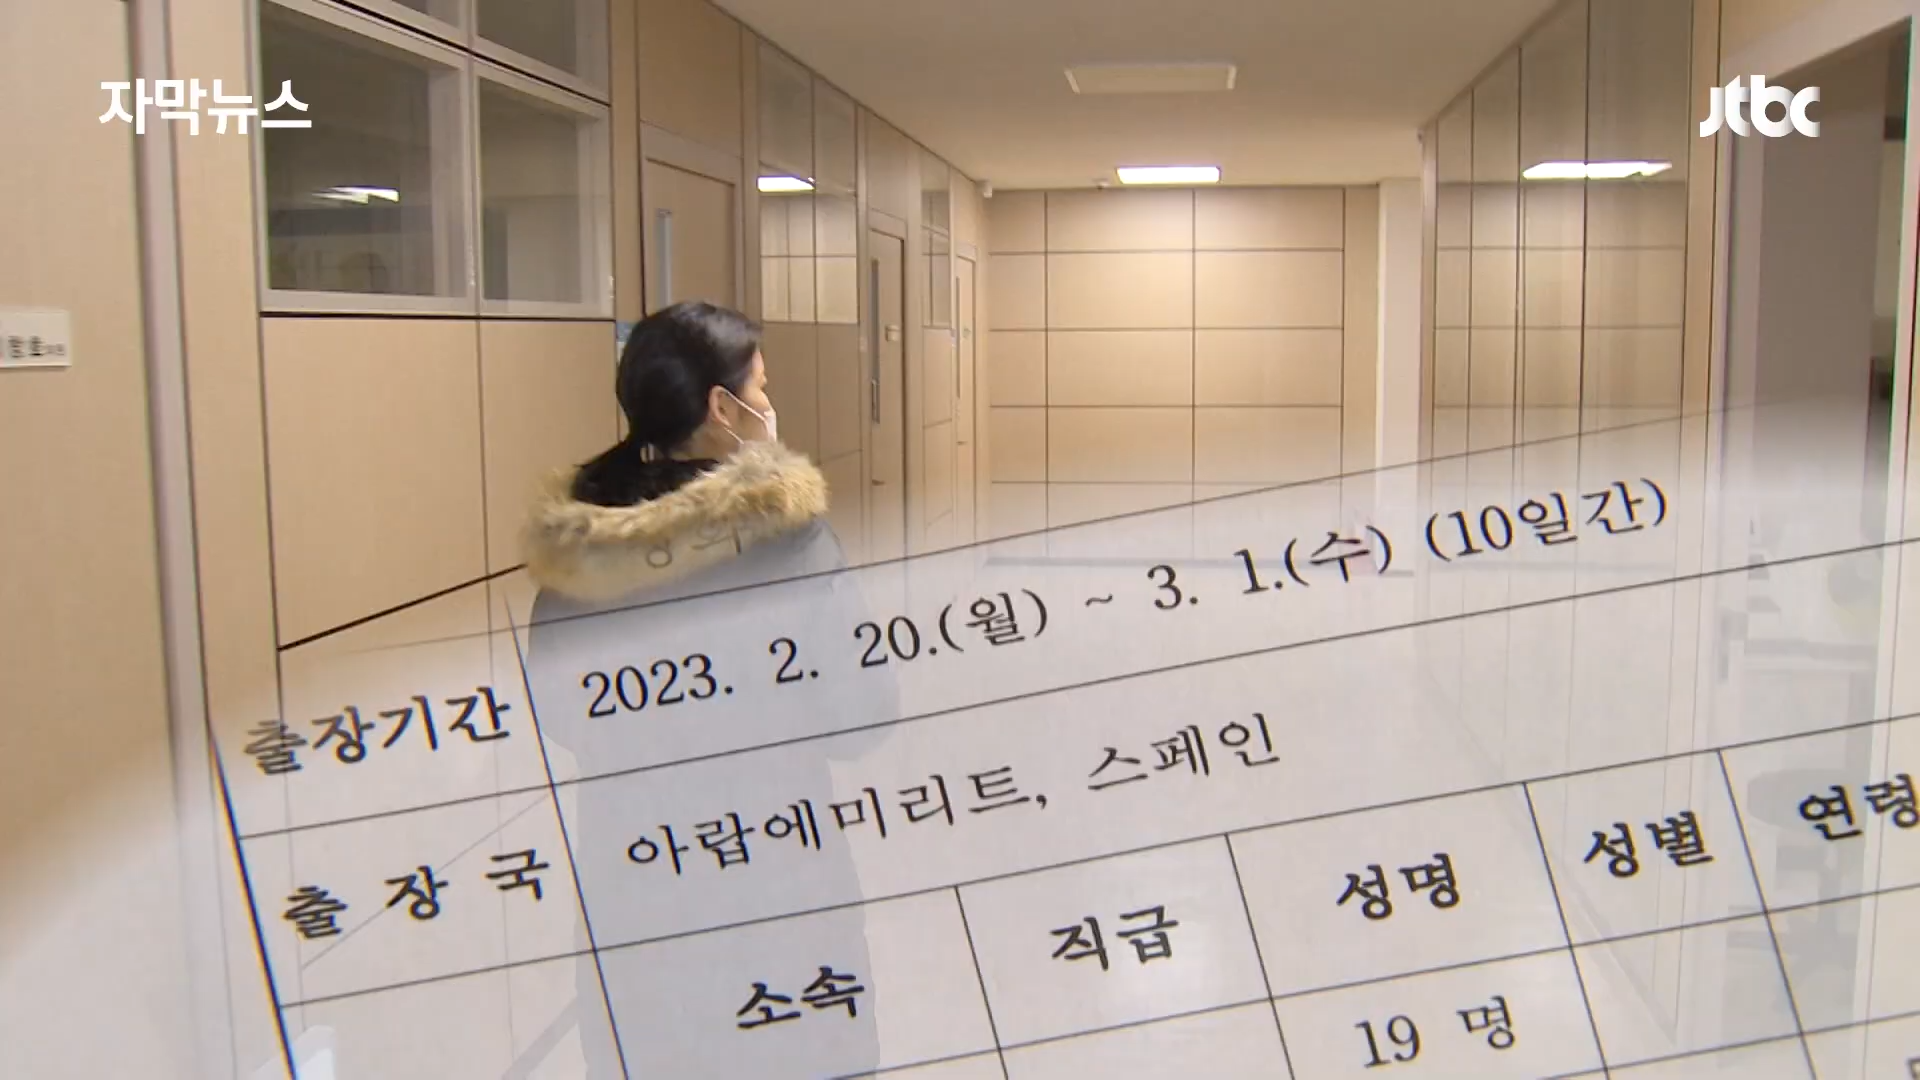 자막뉴스
jtbc
출장기간 2023. 2. 20.(월) ~ 3. 1.(수) (10일간)
출 장 국 아랍에미리트, 스페인
소속 직급 성명 성별 연령
19 명